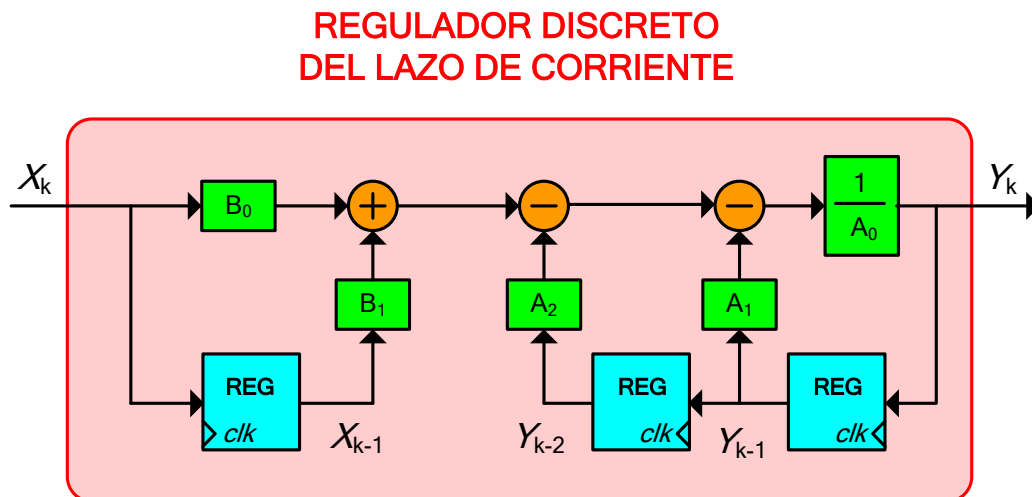 REGULADOR DISCRETO
DEL LAZO DE CORRIENTE
Xk
Yk
B0
+
−
−
1
A0
B1
A2
A1
REG
clk
REG
clk
REG
clk
Xk-1
Yk-2
Yk-1